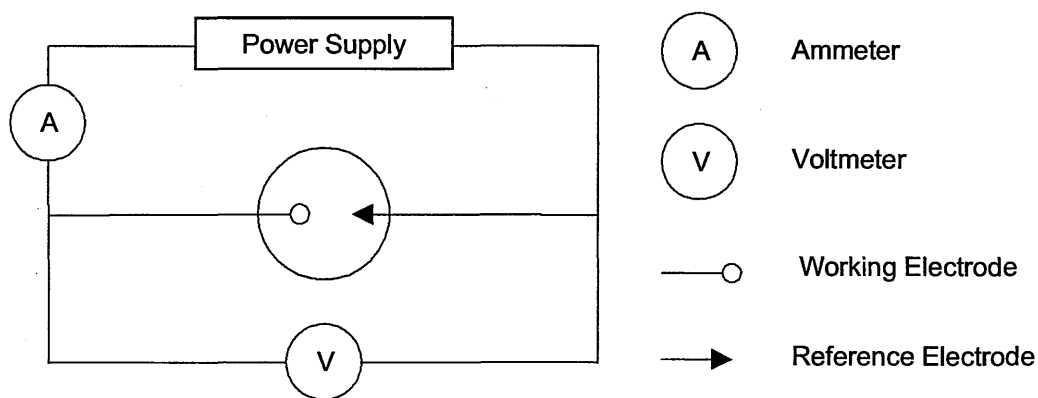 Power Supply
A
V
A Ammeter
V Voltmeter
Working Electrode
Reference Electrode